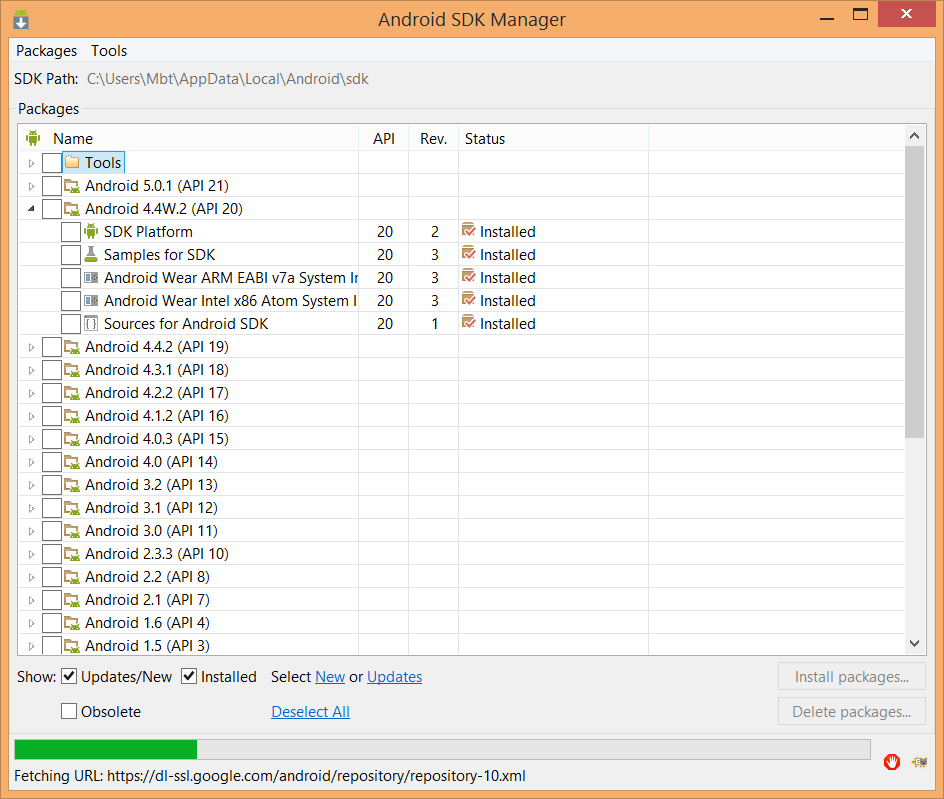 Android SDK Manager
Packages Tools
SDK Path: C:\Users\Mbt\AppData\Local\Android\sdk
Packages
Name API Rev. Status
Tools
Android 5.0.1 (API 21)
Android 4.4W.2 (API 20)
SDK Platform 20 2 Installed
Samples for SDK 20 3 Installed
Android Wear ARM EABI v7a System 20 3 Installed
Android Wear Intel x86 Atom System 20 3 Installed
Sources for Android SDK 20 1 Installed
Android 4.4.2 (API 19)
Android 4.3.1 (API 18)
Android 4.2.2 (API 17)
Android 4.1.2 (API 16)
Android 4.0.3 (API 15)
Android 4.0 (API 14)
Android 3.2 (API 13)
Android 3.1 (API 12)
Android 3.0 (API 11)
Android 2.3.3 (API 10)
Android 2.2 (API 8)
Android 2.1 (API 7)
Android 1.6 (API 4)
Android 1.5 (API 3)
Show: Updates/New Installed Select New or Updates Install packages...
Obsolete Deselect All Delete packages...
Fetching URL: https://dl-ssl.google.com/android/repository/repository-10.xml